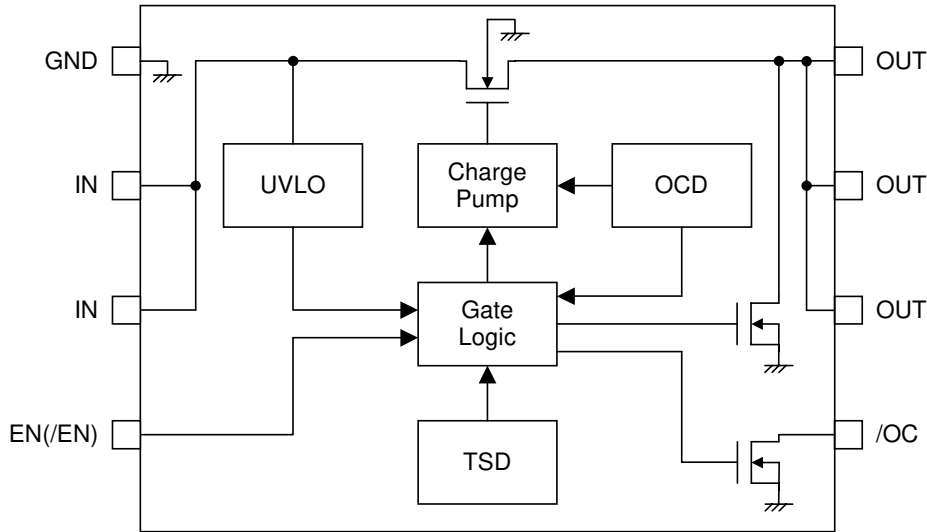 GND
OUT
IN
UVLO
Charge
Pump
OCD
OUT
IN
Gate
Logic
OUT
EN(/EN)
TSD
/OC